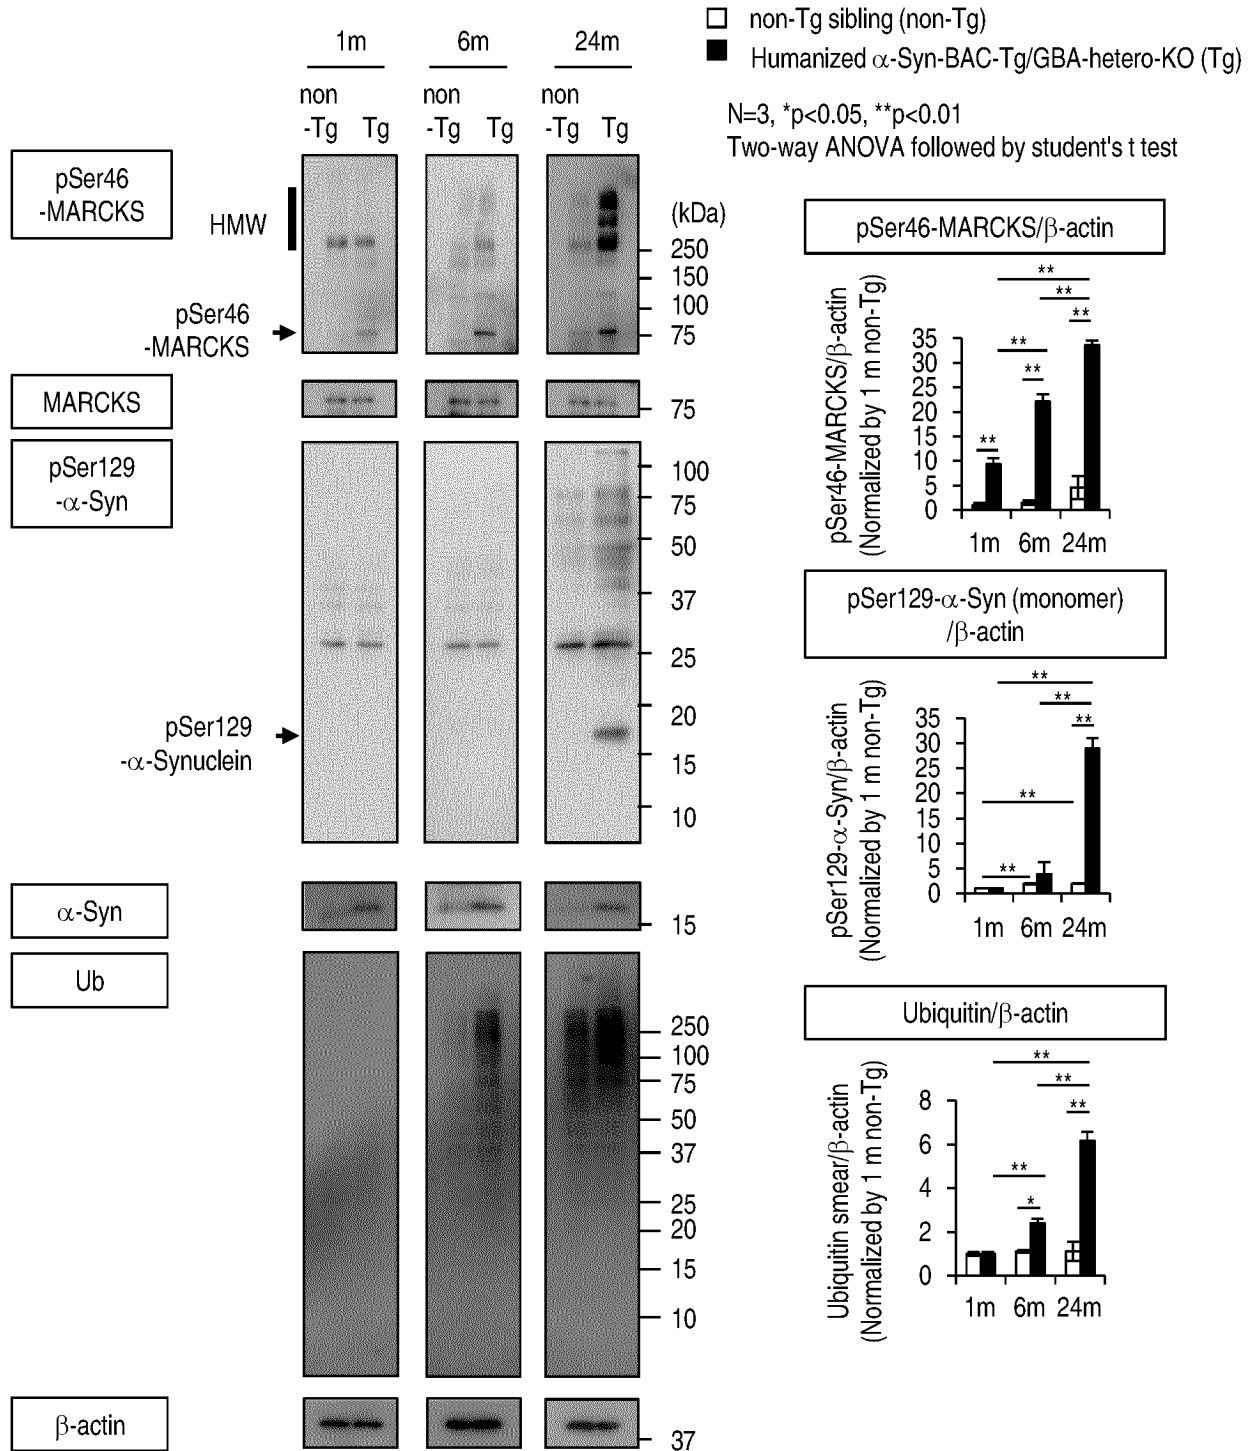 1m 6m 24m
non non non
-Tg Tg -Tg Tg -Tg Tg
non-Tg sibling (non-Tg)
Humanized α-Syn-BAC-Tg/GBA-hetero-KO (Tg)
N=3, *p<0.05, **p<0.01
Two-way ANOVA followed by student's t test
pSer46
-MARCKS
HMW
pSer46
-MARCKS
(kDa)
250
150
100
75
MARCKS
75
pSer129
-α-Syn
pSer129
-α-Synuclein
100
75
50
37
25
20
15
10
α-Syn
15
Ub
250
100
75
50
37
25
20
15
10
β-actin
37
pSer46-MARCKS/β-actin
pSer46-MARCKS/β-actin
(Normalized by 1 m non-Tg)
**
**
**
**
**
**
35
30
25
20
15
10
5
0
1m 6m 24m
pSer129-α-Syn (monomer)
/β-actin
pSer129-α-Syn/β-actin
(Normalized by 1 m non-Tg)
**
**
**
**
**
35
30
25
20
15
10
5
0
1m 6m 24m
Ubiquitin/β-actin
Ubiquitin smear/β-actin
(Normalized by 1 m non-Tg)
**
**
**
**
*
8
6
4
2
0
1m 6m 24m